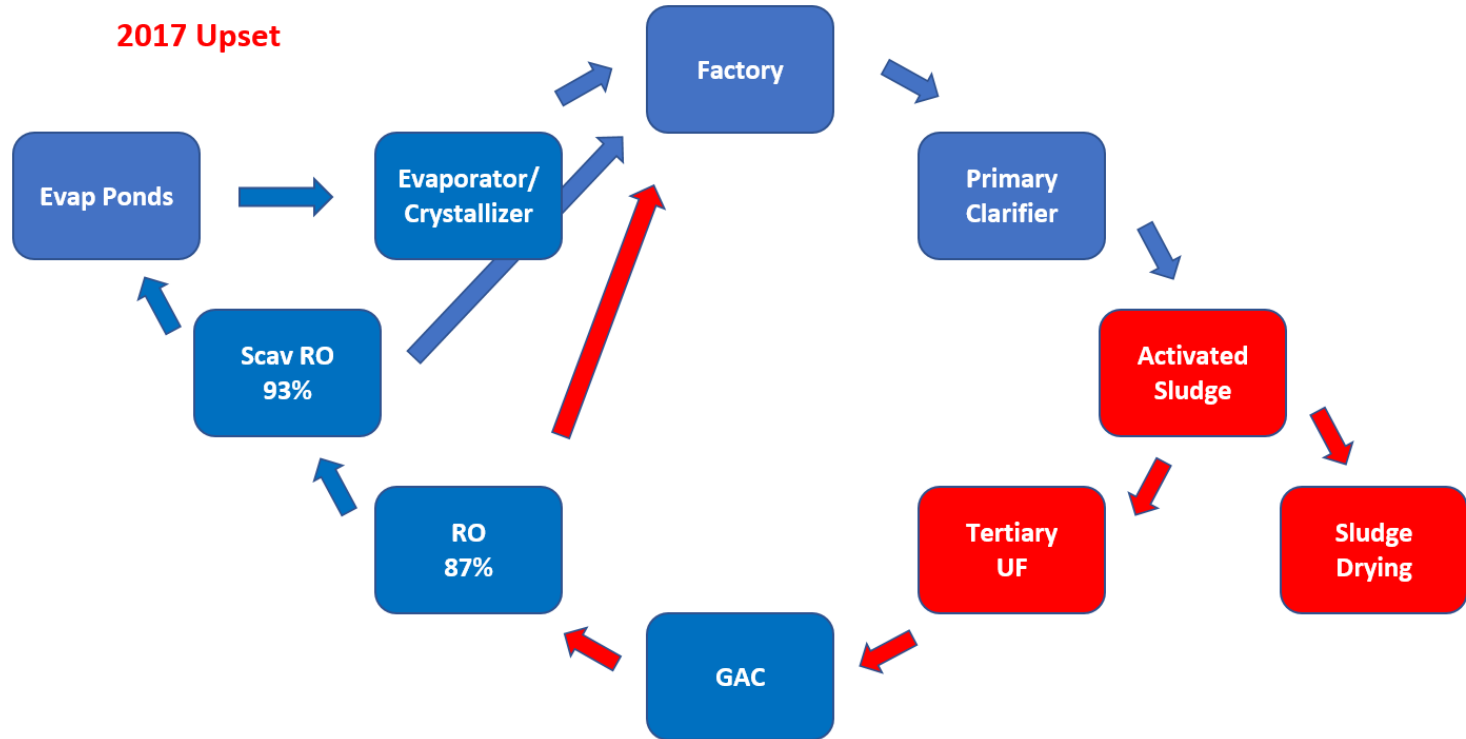 2017 Upset
Factory
Evap Ponds
Evaporator/
Crystallizer
Primary
Clarifier
Scav RO
93%
Activated
Sludge
RO
87%
Tertiary
UF
Sludge
Drying
GAC